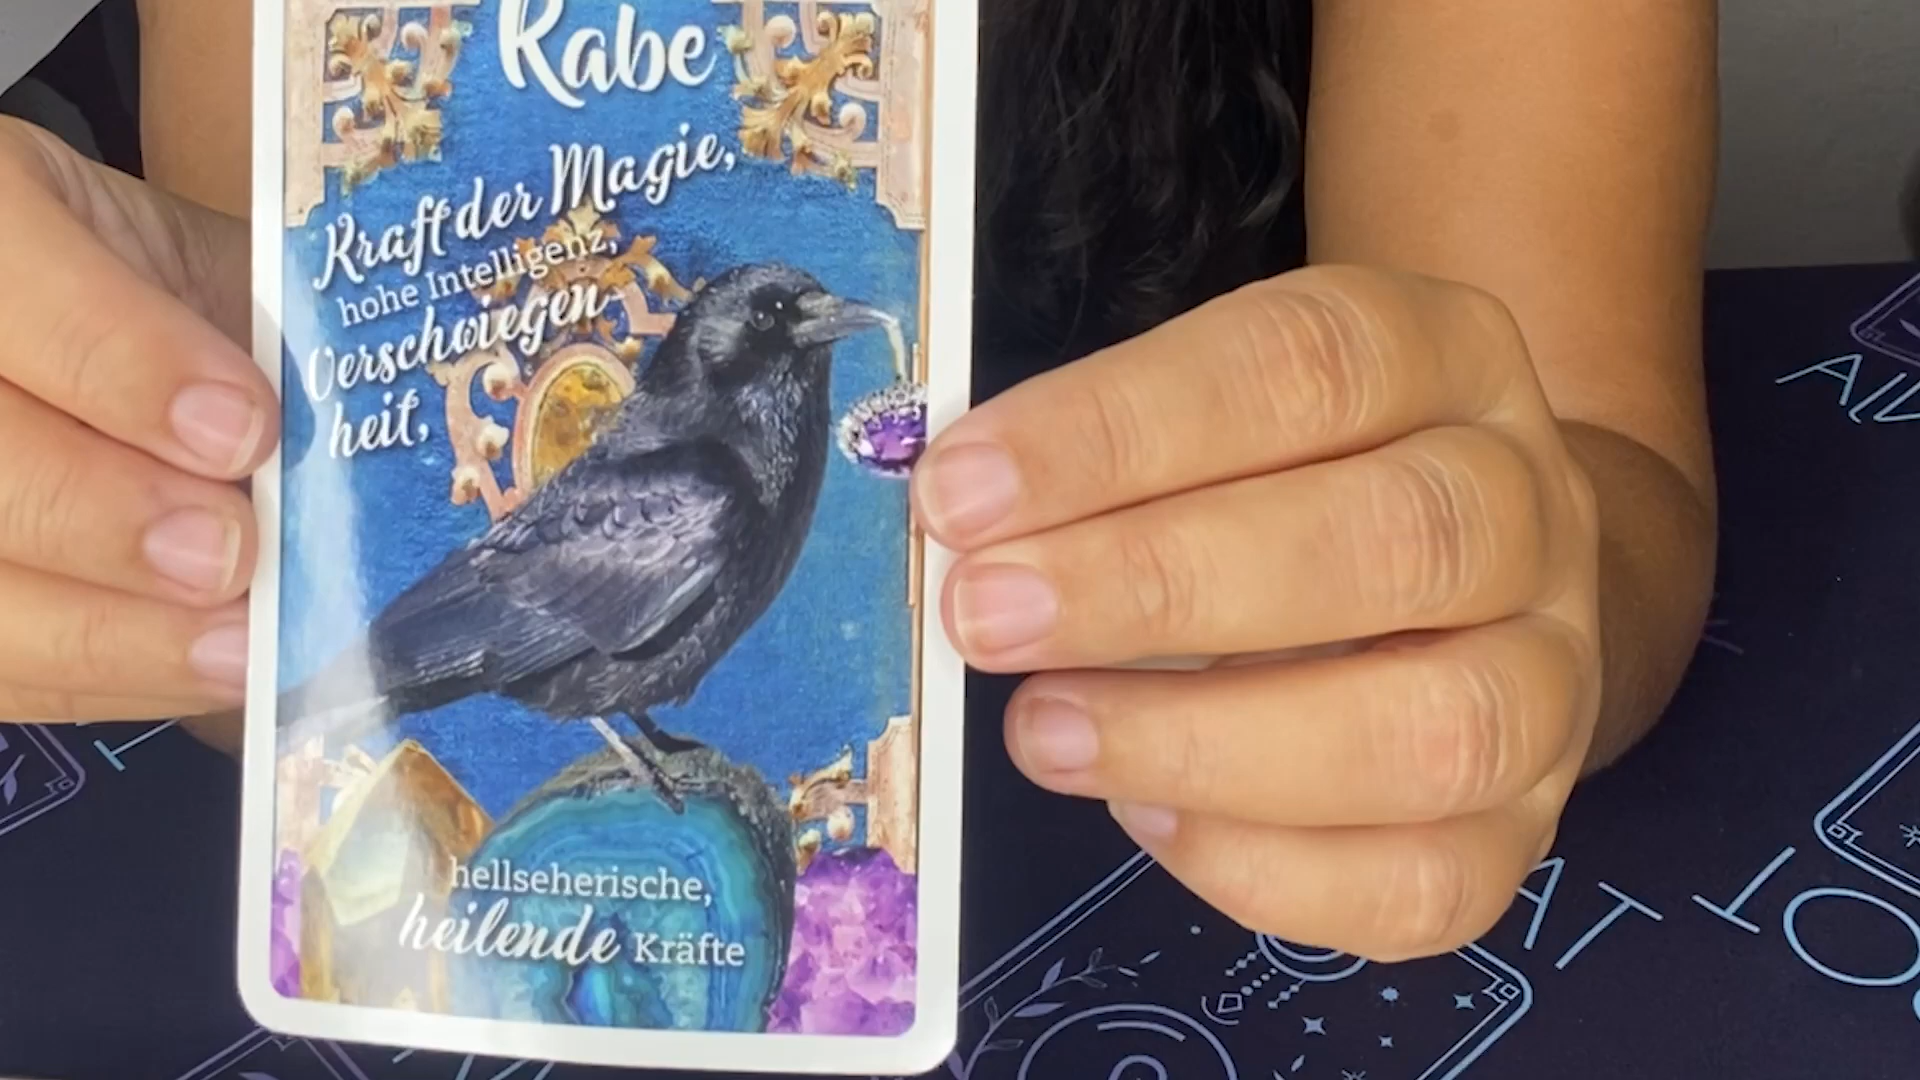 Rabe
Kraft der Magie,
hohe Intelligenz,
Verschwiegen-
heit,
hellseherische,
heilende Kräfte